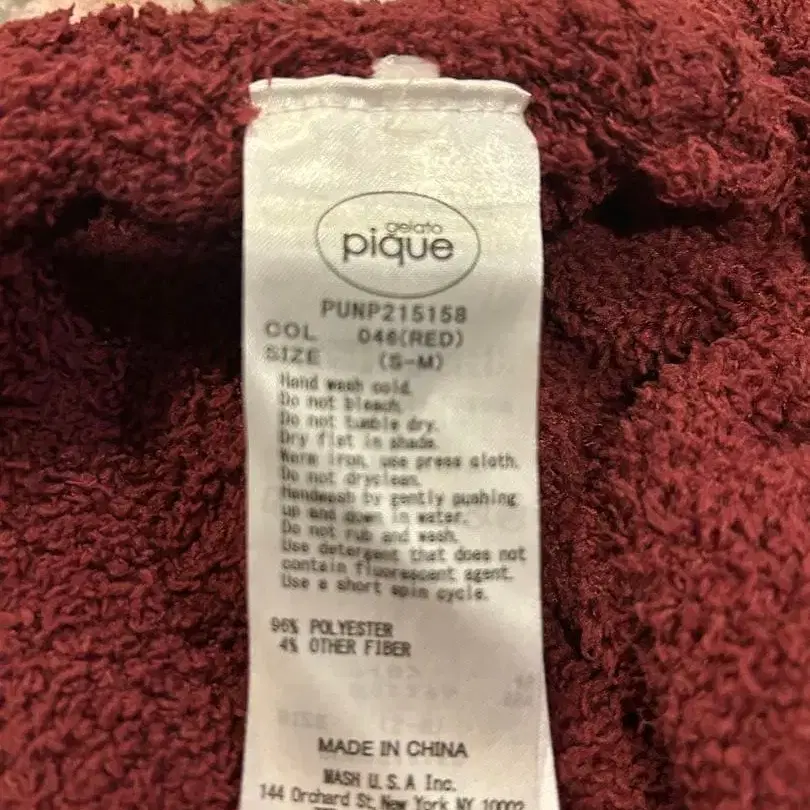 gelato
pique
PUNP215158
COL 046(RED)
SIZE (S-M)
Hand wash cold.
Do not bleach.
Do not tumble dry.
Dry flat in shade.
Warm iron, use press cloth.
Do not dryclean.
Handwash by gently pushing
up and down in water.
Do not rub and wash.
Use detergent that does not
contain fluorescent agent.
Use a short spin cycle.
96% POLYESTER
4% OTHER FIBER
MADE IN CHINA
MASH U.S.A Inc.
144 Orchard St, New York NY 10002